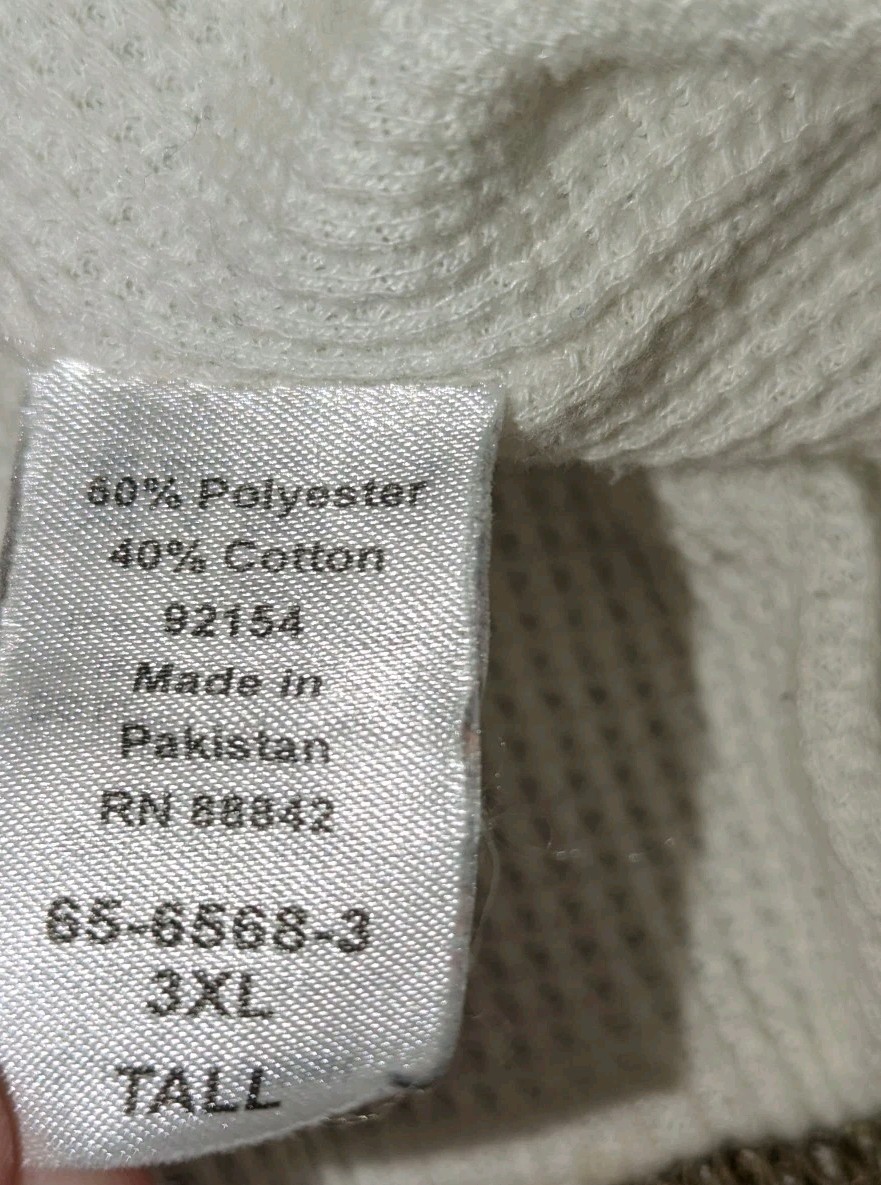 60% Polyester
40% Cotton
92154
Made in
Pakistan
RN 88842
65-6568-3
3XL
TALL